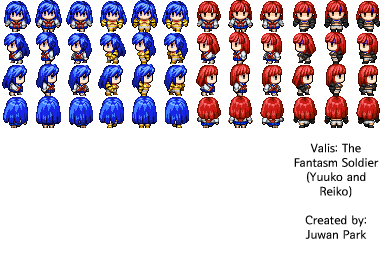 Valis: The
Fantasm Soldier
(Yuuko and
Reiko)
Created by:
Juwan Park